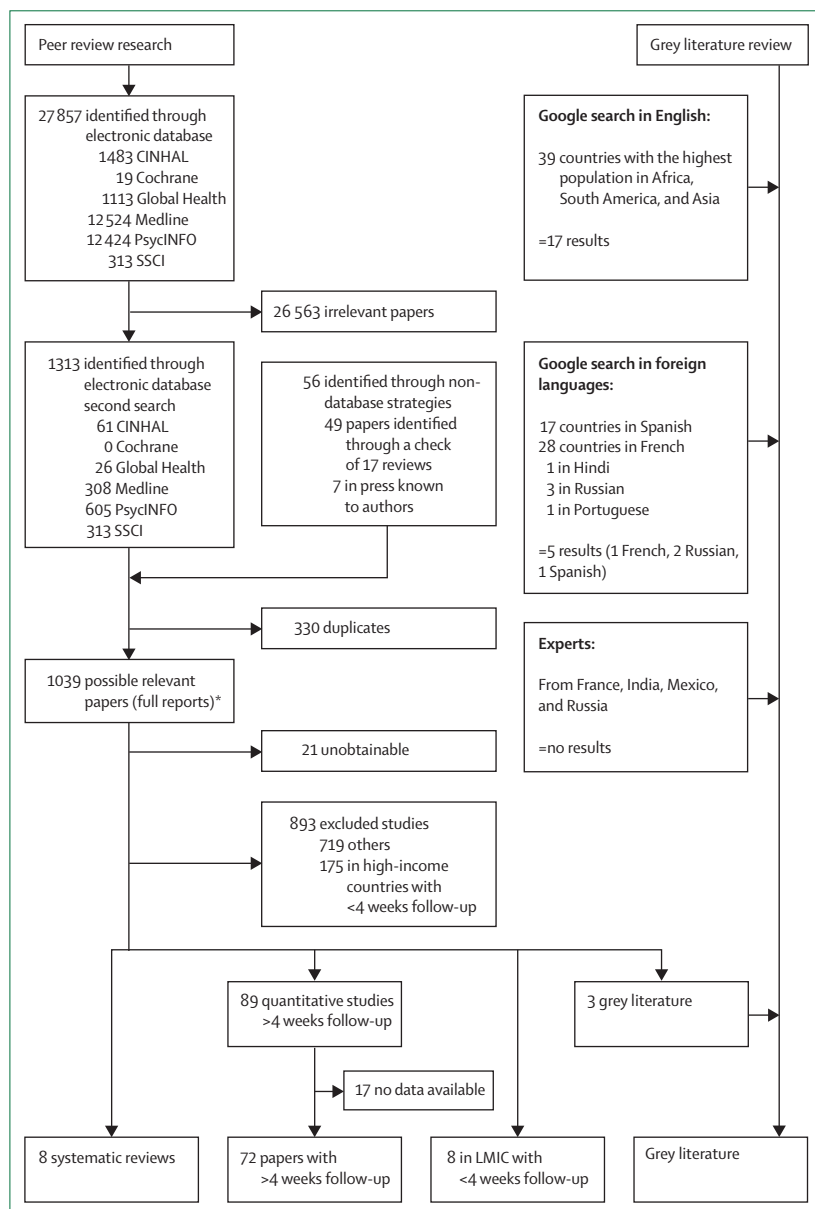 Peer review research
Grey literature review
27 857 identified through
electronic database
1483 CINHAL
19 Cochrane
1113 Global Health
12 524 Medline
12 424 PsycINFO
313 SSCI
Google search in English:
39 countries with the highest
population in Africa,
South America, and Asia
=17 results
26 563 irrelevant papers
1313 identified through
electronic database
second search
61 CINHAL
0 Cochrane
26 Global Health
308 Medline
605 PsycINFO
313 SSCI
56 identified through non-
database strategies
49 papers identified
through a check
of 17 reviews
7 in press known
to authors
Google search in foreign
languages:
17 countries in Spanish
28 countries in French
1 in Hindi
3 in Russian
1 in Portuguese
=5 results (1 French, 2 Russian,
1 Spanish)
330 duplicates
Experts:
From France, India, Mexico,
and Russia
=no results
1039 possible relevant
papers (full reports)*
21 unobtainable
893 excluded studies
719 others
175 in high-income
countries with
<4 weeks follow-up
89 quantitative studies
>4 weeks follow-up
3 grey literature
17 no data available
8 systematic reviews
72 papers with
>4 weeks follow-up
8 in LMIC with
<4 weeks follow-up
Grey literature